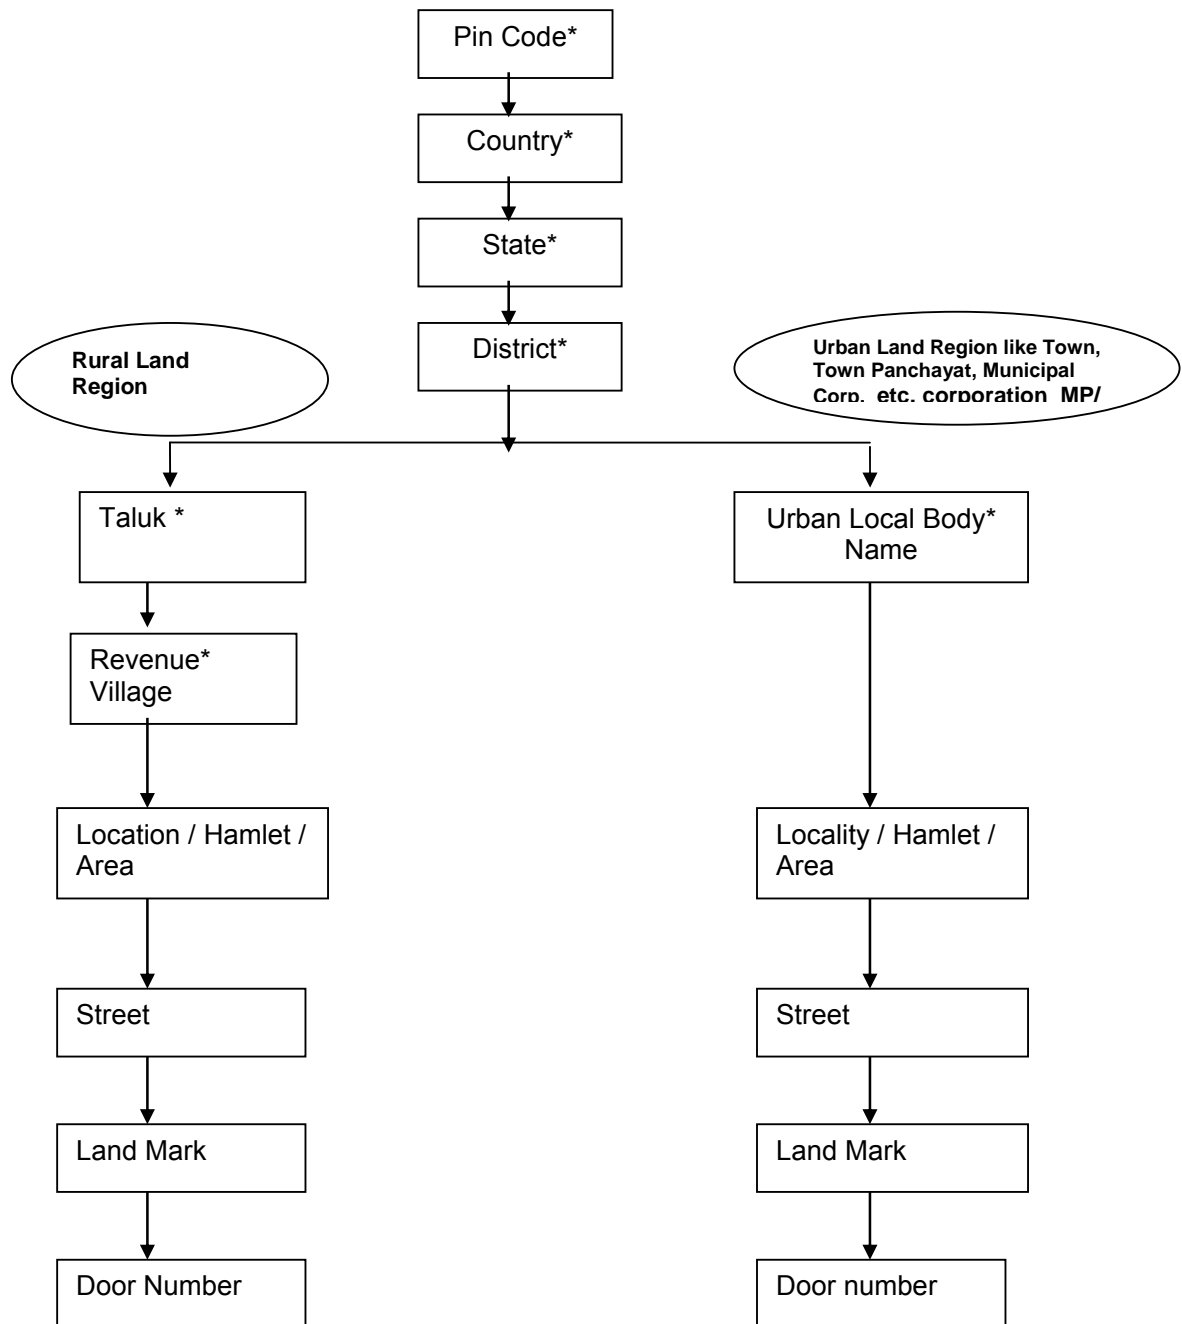 Pin Code*
Country*
State*
District*
Rural Land
Region
Urban Land Region like Town,
Town Panchayat, Municipal
Corp. etc. corporation MP/
Taluk *
Urban Local Body*
Name
Revenue*
Village
Location / Hamlet /
Area
Locality / Hamlet /
Area
Street
Street
Land Mark
Land Mark
Door Number
Door number